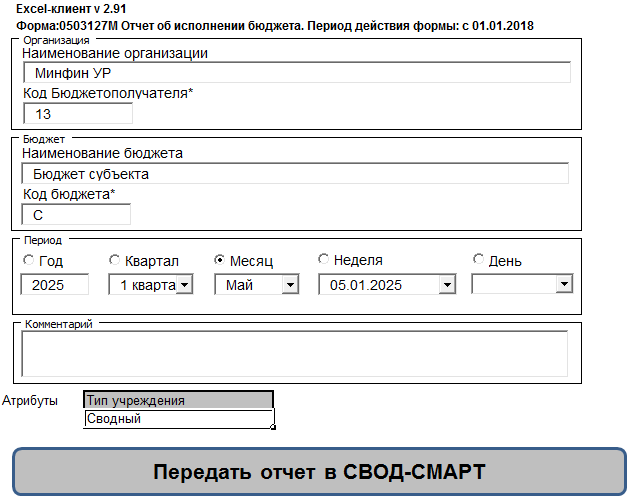 Excel-клиент v 2.91
Форма:0503127M Отчет об исполнении бюджета. Период действия формы: с 01.01.2018
Организация
Наименование организации
Минфин УР
Код Бюджетополучателя*
13
Бюджет
Наименование бюджета
Бюджет субъекта
Код бюджета*
С
Период
Год Квартал Месяц Неделя День
2025 1 кварта Май 05.01.2025
Комментарий
Атрибуты Тип учреждения
Сводный
Передать отчет в СВОД-СМАРТ